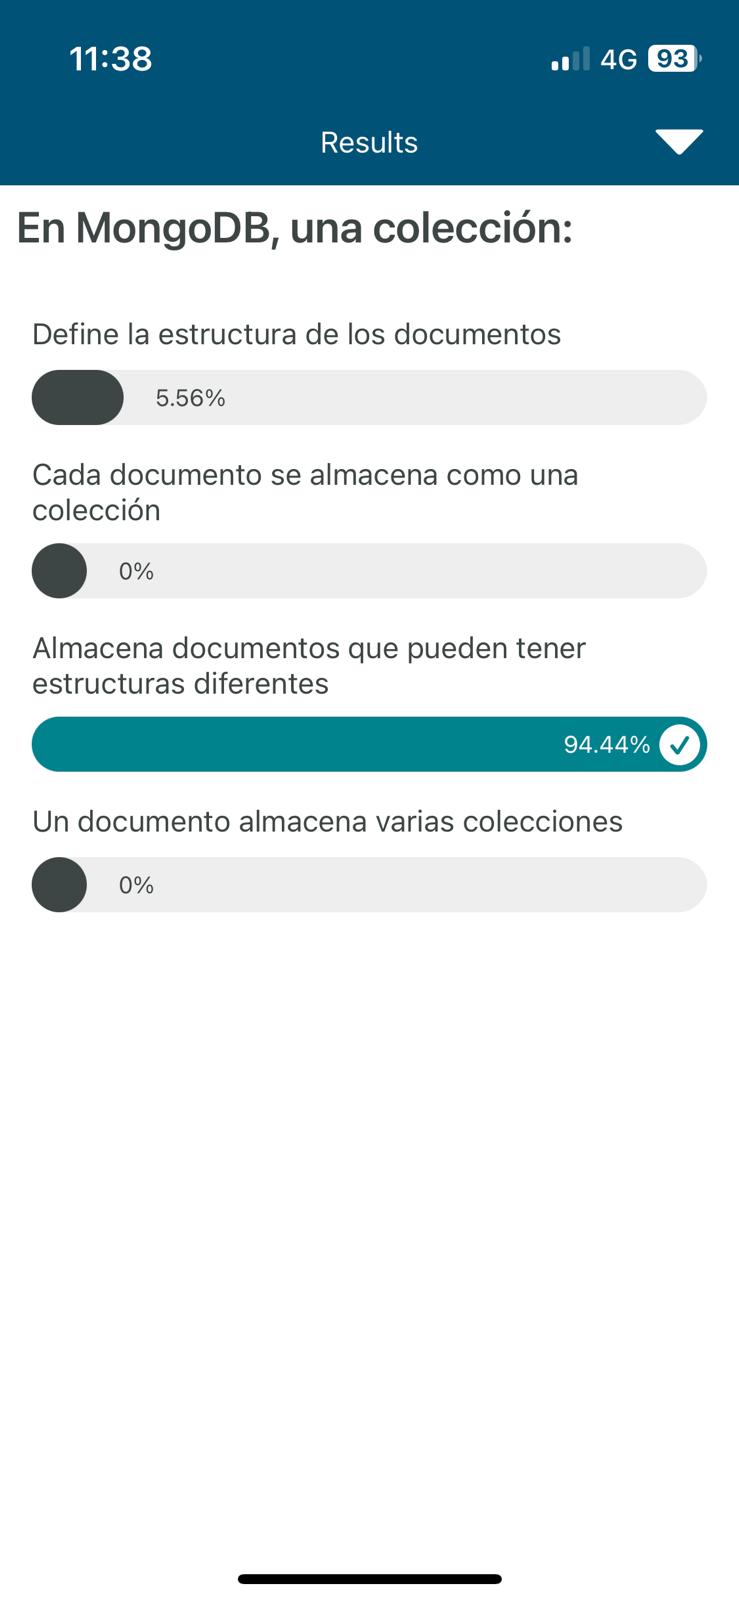 11:38
4G 93
Results
En MongoDB, una colección:
Define la estructura de los documentos
5.56%
Cada documento se almacena como una
colección
0%
Almacena documentos que pueden tener
estructuras diferentes
94.44%
Un documento almacena varias colecciones
0%